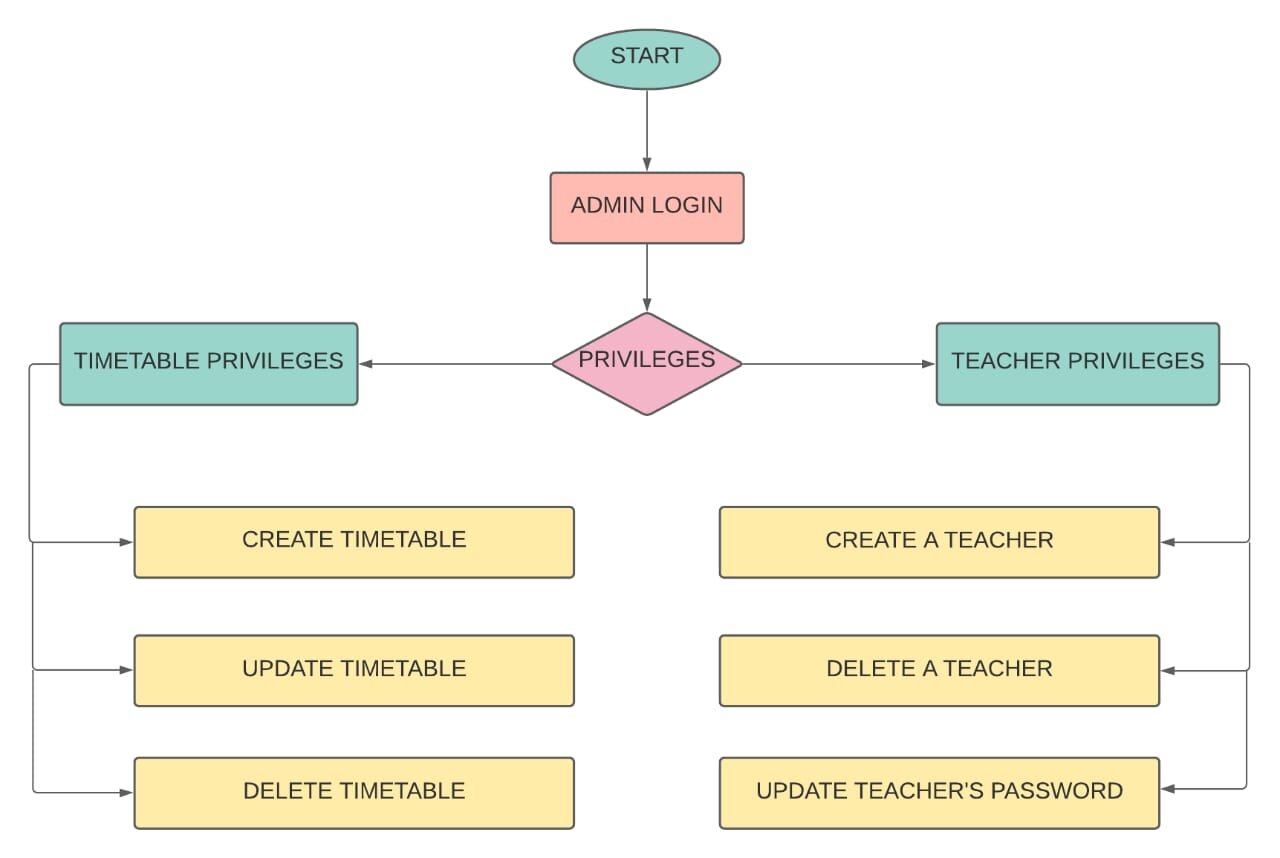 START
ADMIN LOGIN
TIMETABLE PRIVILEGES
PRIVILEGES
TEACHER PRIVILEGES
CREATE TIMETABLE
CREATE A TEACHER
UPDATE TIMETABLE
DELETE A TEACHER
DELETE TIMETABLE
UPDATE TEACHER'S PASSWORD